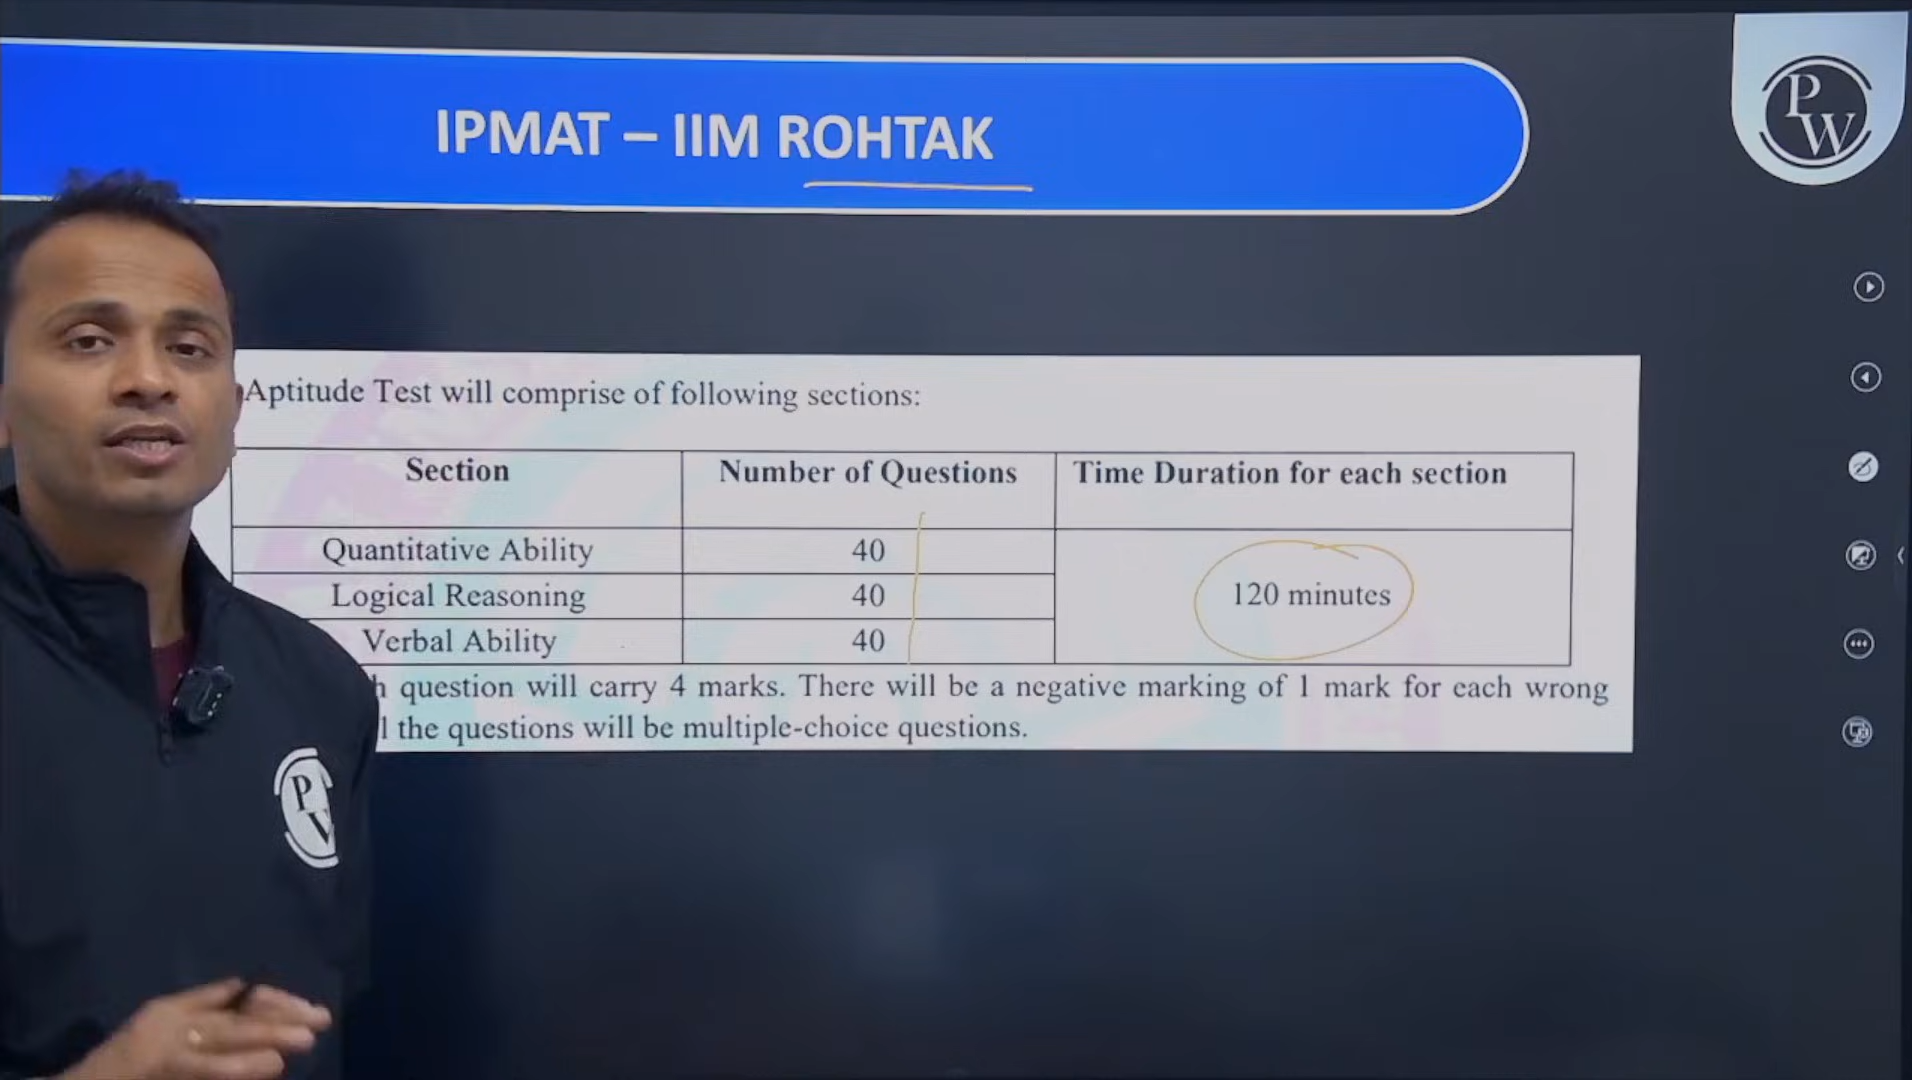 IPMAT – IIM ROHTAK
PW
Aptitude Test will comprise of following sections:
Section Number of Questions Time Duration for each section
Quantitative Ability 40
Logical Reasoning 40
120 minutes
Verbal Ability 40
h question will carry 4 marks. There will be a negative marking of 1 mark for each wrong
l the questions will be multiple-choice questions.
PW